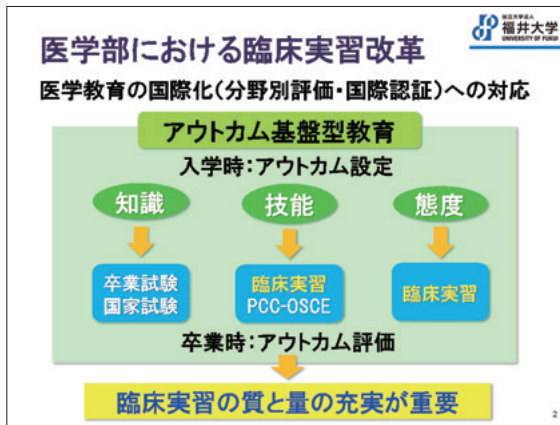 医学部における臨床実習改革
国立大学法人
福井大学
UNIVERSITY OF FUKUI
医学教育の国際化(分野別評価・国際認証)への対応
アウトカム基盤型教育
入学時:アウトカム設定
知識
技能
態度
卒業試験
国家試験
臨床実習
PCC-OSCE
臨床実習
卒業時:アウトカム評価
臨床実習の質と量の充実が重要
2